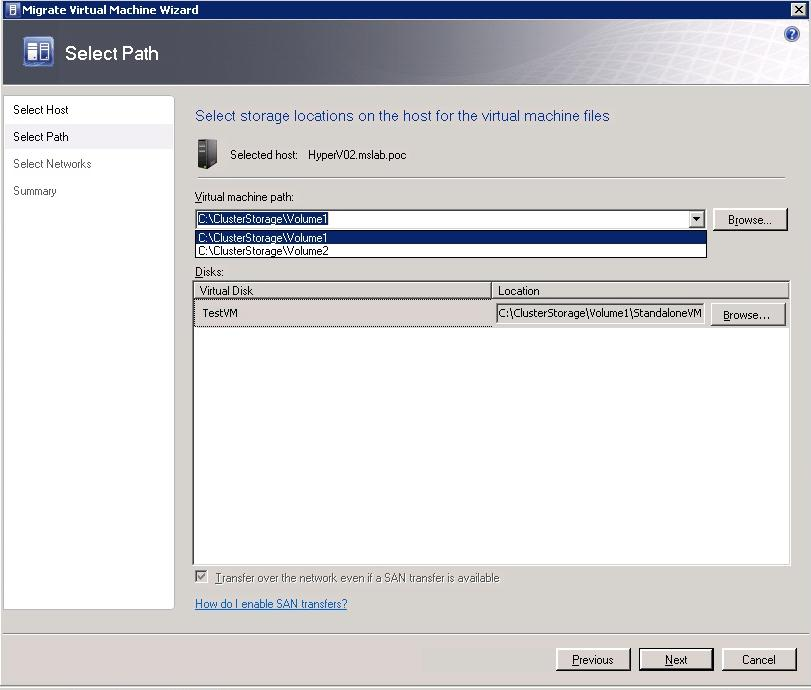 Migrate Virtual Machine Wizard
Select Path
Select Host
Select Path
Select Networks
Summary
Select storage locations on the host for the virtual machine files
Selected host: HyperV02.mslab.poc
Virtual machine path:
C:\ClusterStorage\Volume1
Browse...
C:\ClusterStorage\Volume1
C:\ClusterStorage\Volume2
Disks:
Virtual Disk Location
TestVM C:\ClusterStorage\Volume1\StandaloneVM Browse...
Transfer over the network even if a SAN transfer is available
How do I enable SAN transfers?
Previous Next Cancel